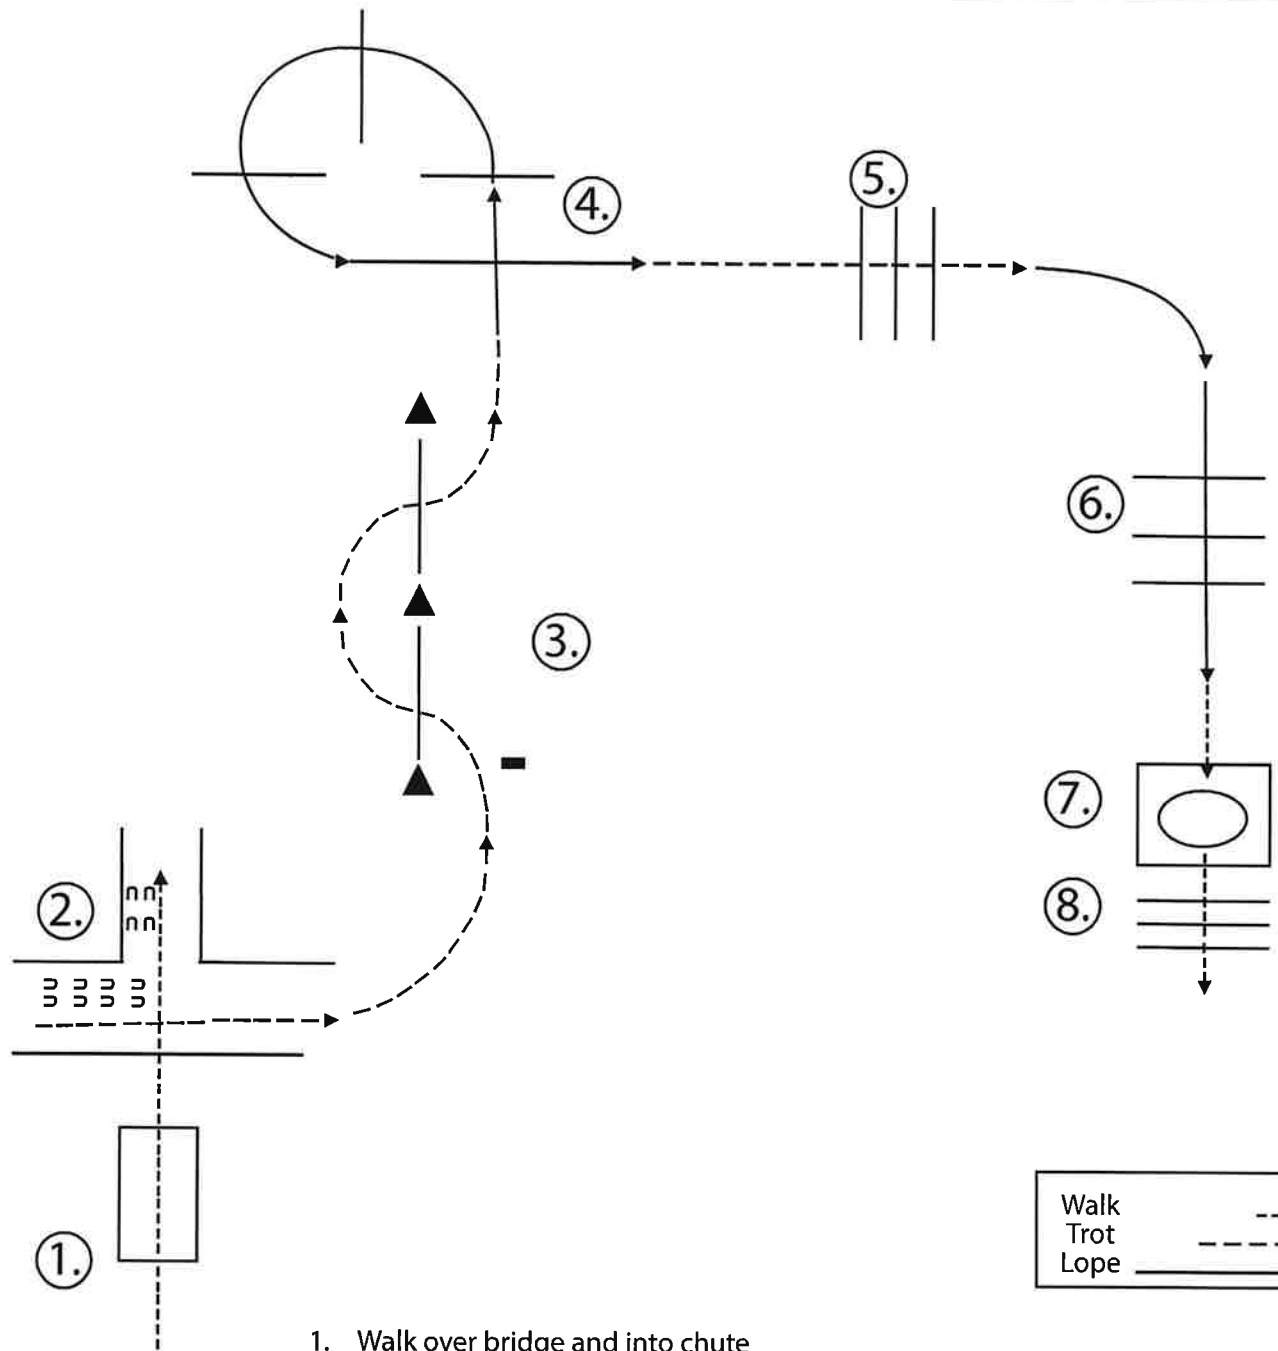 4.
5.
6.
3.
7.
2.
8.
Walk
Trot
Lope
1.
1. Walk over bridge and into chute